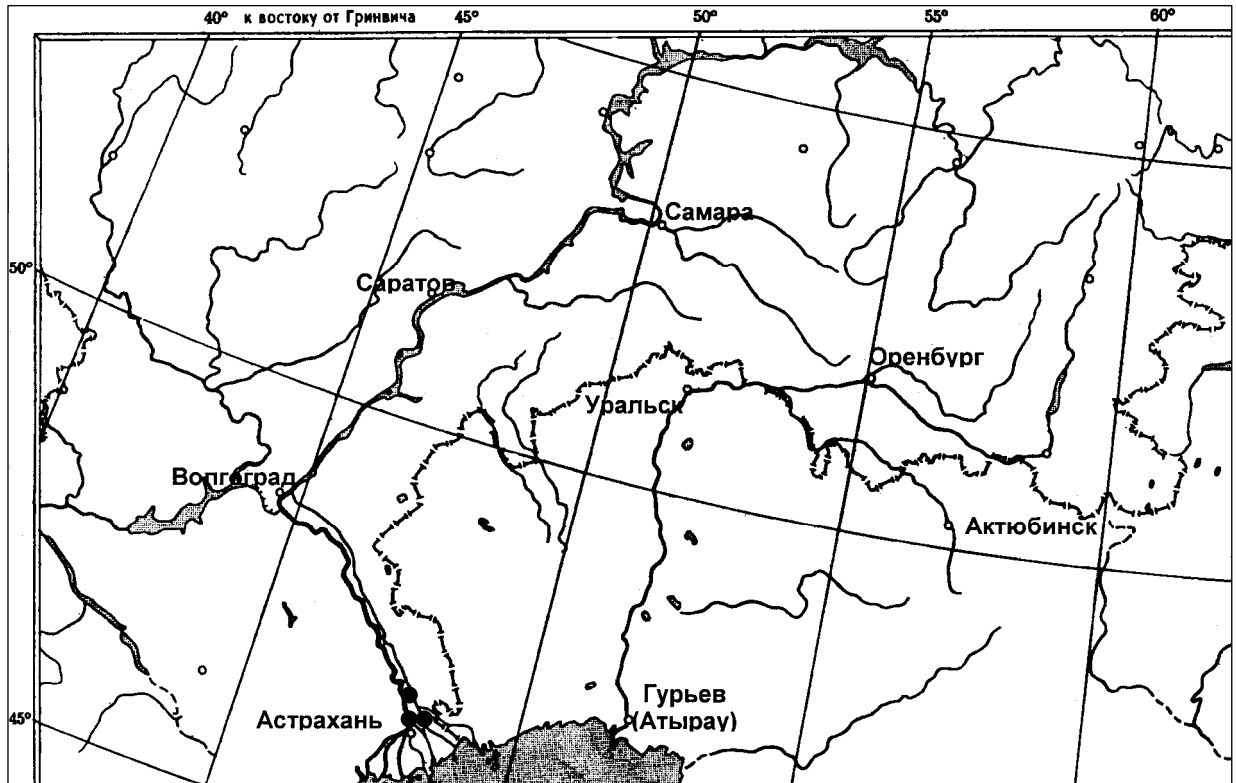 40° к востоку от Гринвича 45° 50° 55° 60°
Самара
50°
Саратов
Оренбург
Уральск
Волгоград
Актюбинск
Гурьев
(Атырау)
45°
Астрахань